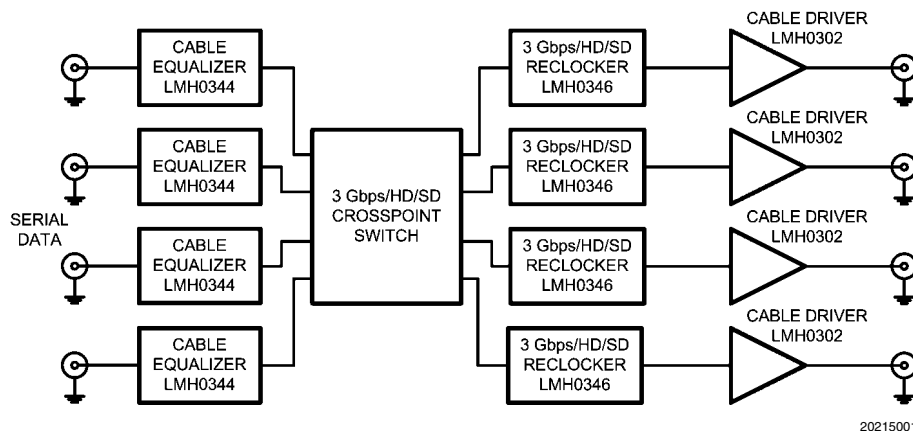 CABLE
EQUALIZER
LMH0344
3 Gbps/HD/SD
RECLOCKER
LMH0346
CABLE DRIVER
LMH0302
CABLE
EQUALIZER
LMH0344
3 Gbps/HD/SD
RECLOCKER
LMH0346
CABLE DRIVER
LMH0302
SERIAL
DATA
3 Gbps/HD/SD
CROSSPOINT
SWITCH
CABLE
EQUALIZER
LMH0344
3 Gbps/HD/SD
RECLOCKER
LMH0346
CABLE DRIVER
LMH0302
CABLE
EQUALIZER
LMH0344
3 Gbps/HD/SD
RECLOCKER
LMH0346
CABLE DRIVER
LMH0302
20215001